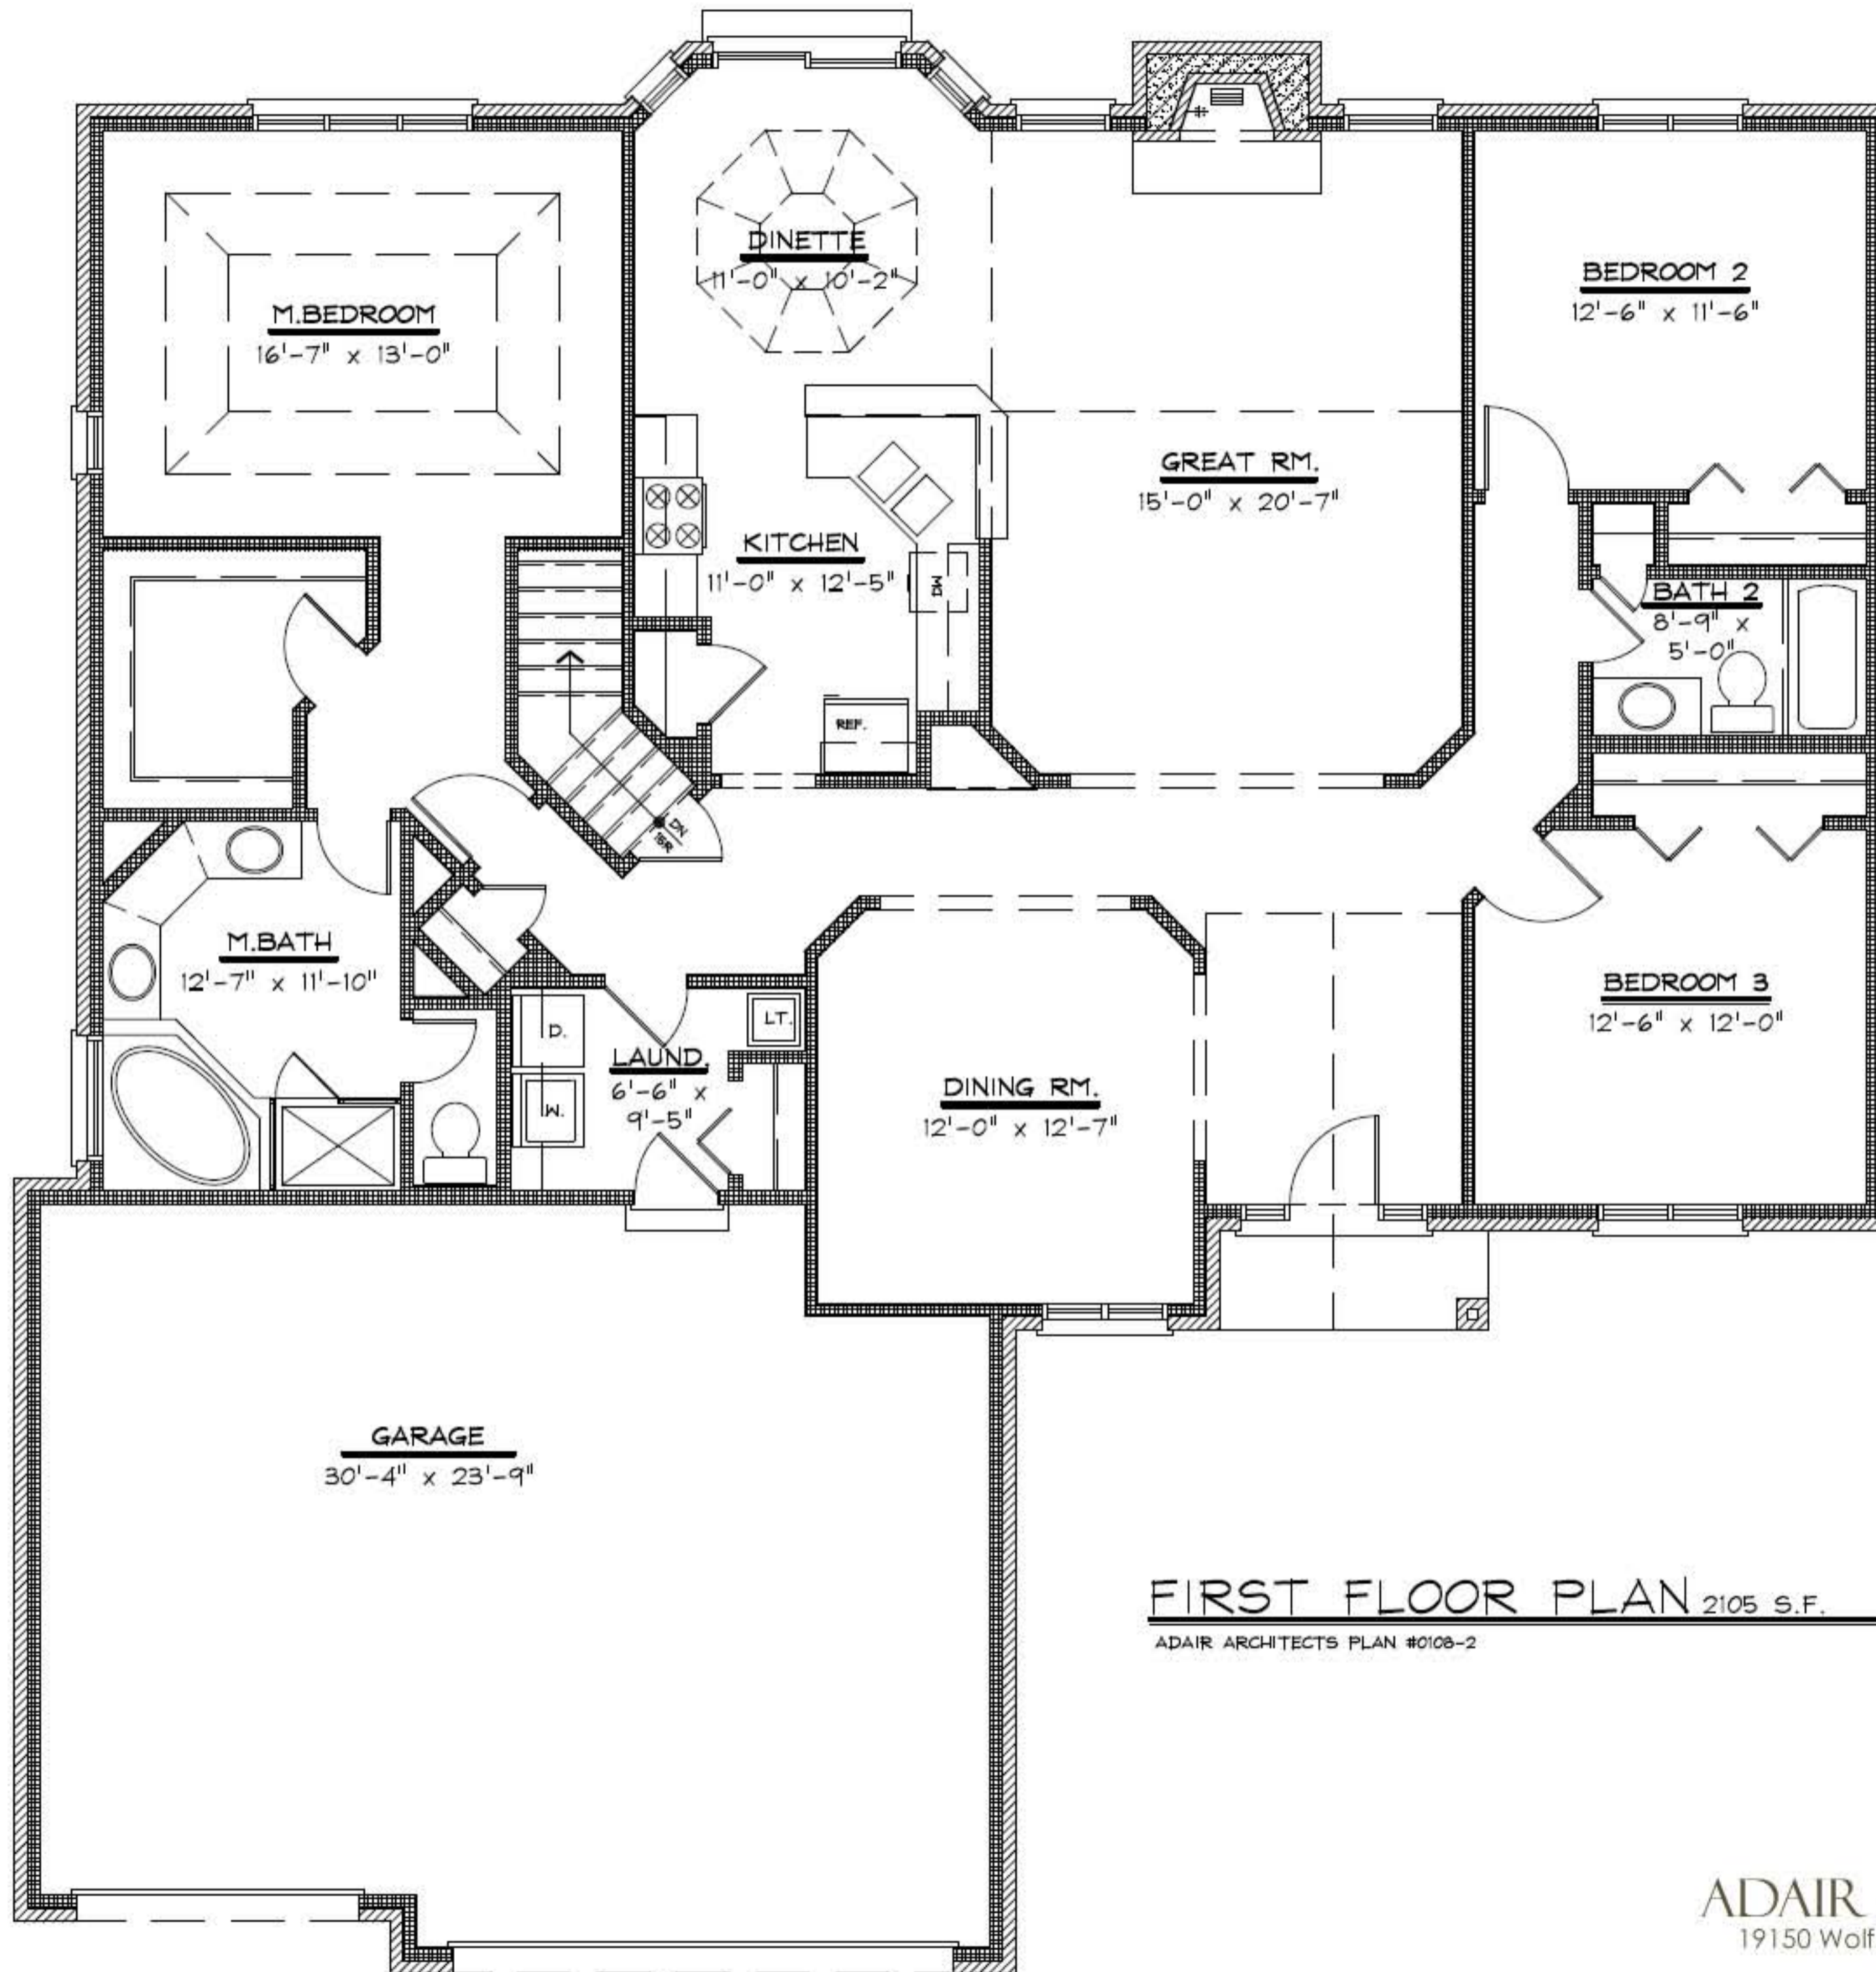 DINETTE
11'-0" x 10'-2"
BEDROOM 2
12'-6" x 11'-6"
M.BEDROOM
16'-7" x 13'-0"
GREAT RM.
15'-0" x 20'-7"
KITCHEN
11'-0" x 12'-5"
BATH 2
8'-9" x
5'-0"
REF.
DN
16R
M.BATH
12'-7" x 11'-10"
BEDROOM 3
12'-6" x 12'-0"
D.
LT.
LAUND.
6'-6" x
9'-5"
W.
DINING RM.
12'-0" x 12'-7"
GARAGE
30'-4" x 23'-9"
FIRST FLOOR PLAN 2105 S.F.
ADAIR ARCHITECTS PLAN #0108-2
ADAIR
19150 Wolf